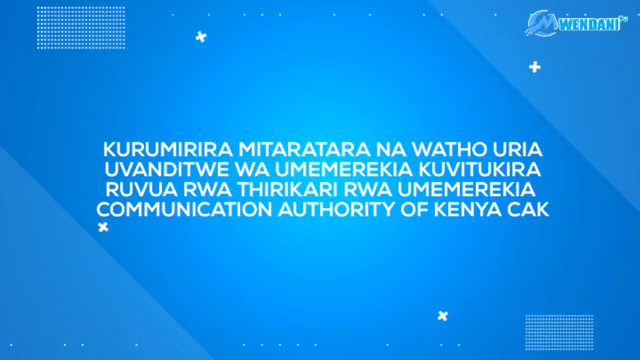 MWENDANI TV
KURUMIRIRA MITARATARA NA WATHO URIA
UVANDITWE WA UMEMEREKIA KUVITUKIRA
RUVUA RWA THIRIKARI RWA UMEMEREKIA
COMMUNICATION AUTHORITY OF KENYA CAK